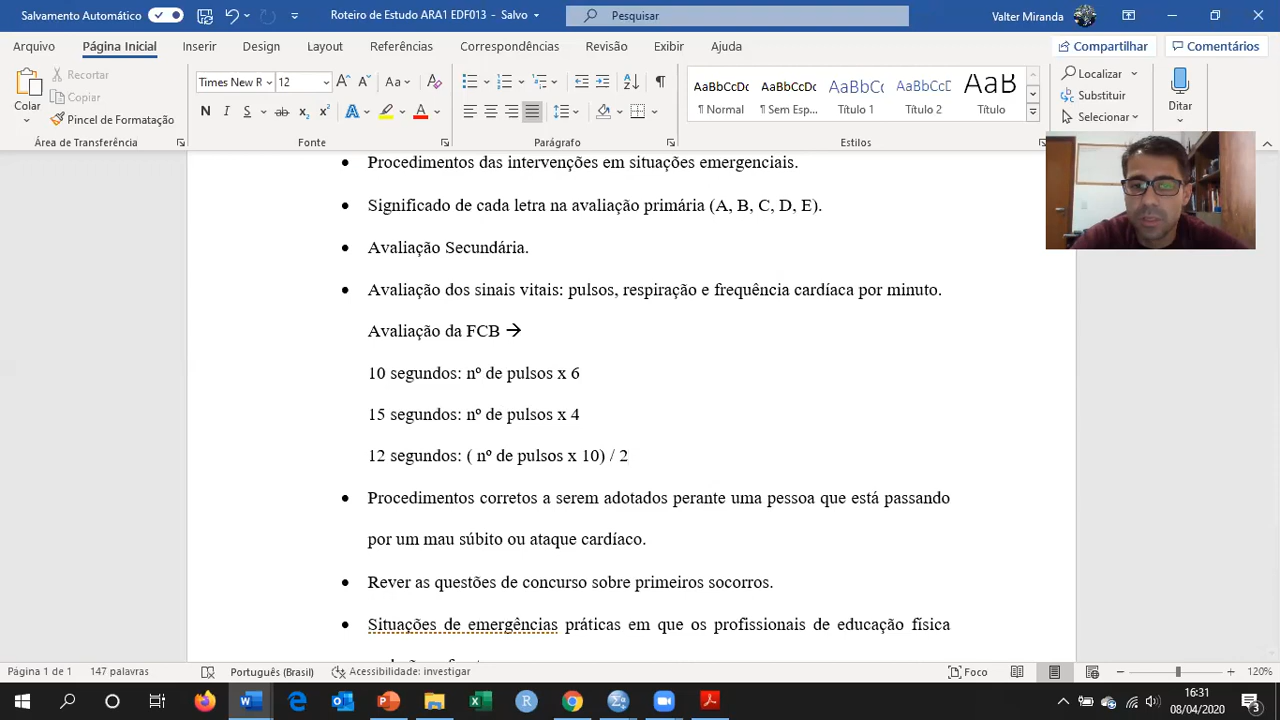 Salvamento Automático
Roteiro de Estudo ARA1 EDF013 - Salvo
Pesquisar
Valter Miranda
Arquivo Página Inicial Inserir Design Layout Referências Correspondências Revisão Exibir Ajuda
Compartilhar Comentários
Recortar
Copiar
Pincel de Formatação
Colar
Área de Transferência
Times New R 12
N I S ab x₂ x²
Fonte
Parágrafo
AaBbCcDc AaBbCcDc AaBbCc AaBbCcD AaB
¶ Normal ¶ Sem Esp... Título 1 Título 2 Título
Estilos
Localizar
Substituir
Selecionar
Ditar
Voz
Procedimentos das intervenções em situações emergenciais.
Significado de cada letra na avaliação primária (A, B, C, D, E).
Avaliação Secundária.
Avaliação dos sinais vitais: pulsos, respiração e frequência cardíaca por minuto.
Avaliação da FCB →
10 segundos: nº de pulsos x 6
15 segundos: nº de pulsos x 4
12 segundos: ( nº de pulsos x 10) / 2
Procedimentos corretos a serem adotados perante uma pessoa que está passando
por um mau súbito ou ataque cardíaco.
Rever as questões de concurso sobre primeiros socorros.
Situações de emergências práticas em que os profissionais de educação física
Página 1 de 1 147 palavras Português (Brasil) Acessibilidade: investigar Foco 120%
16:31
08/04/2020
3